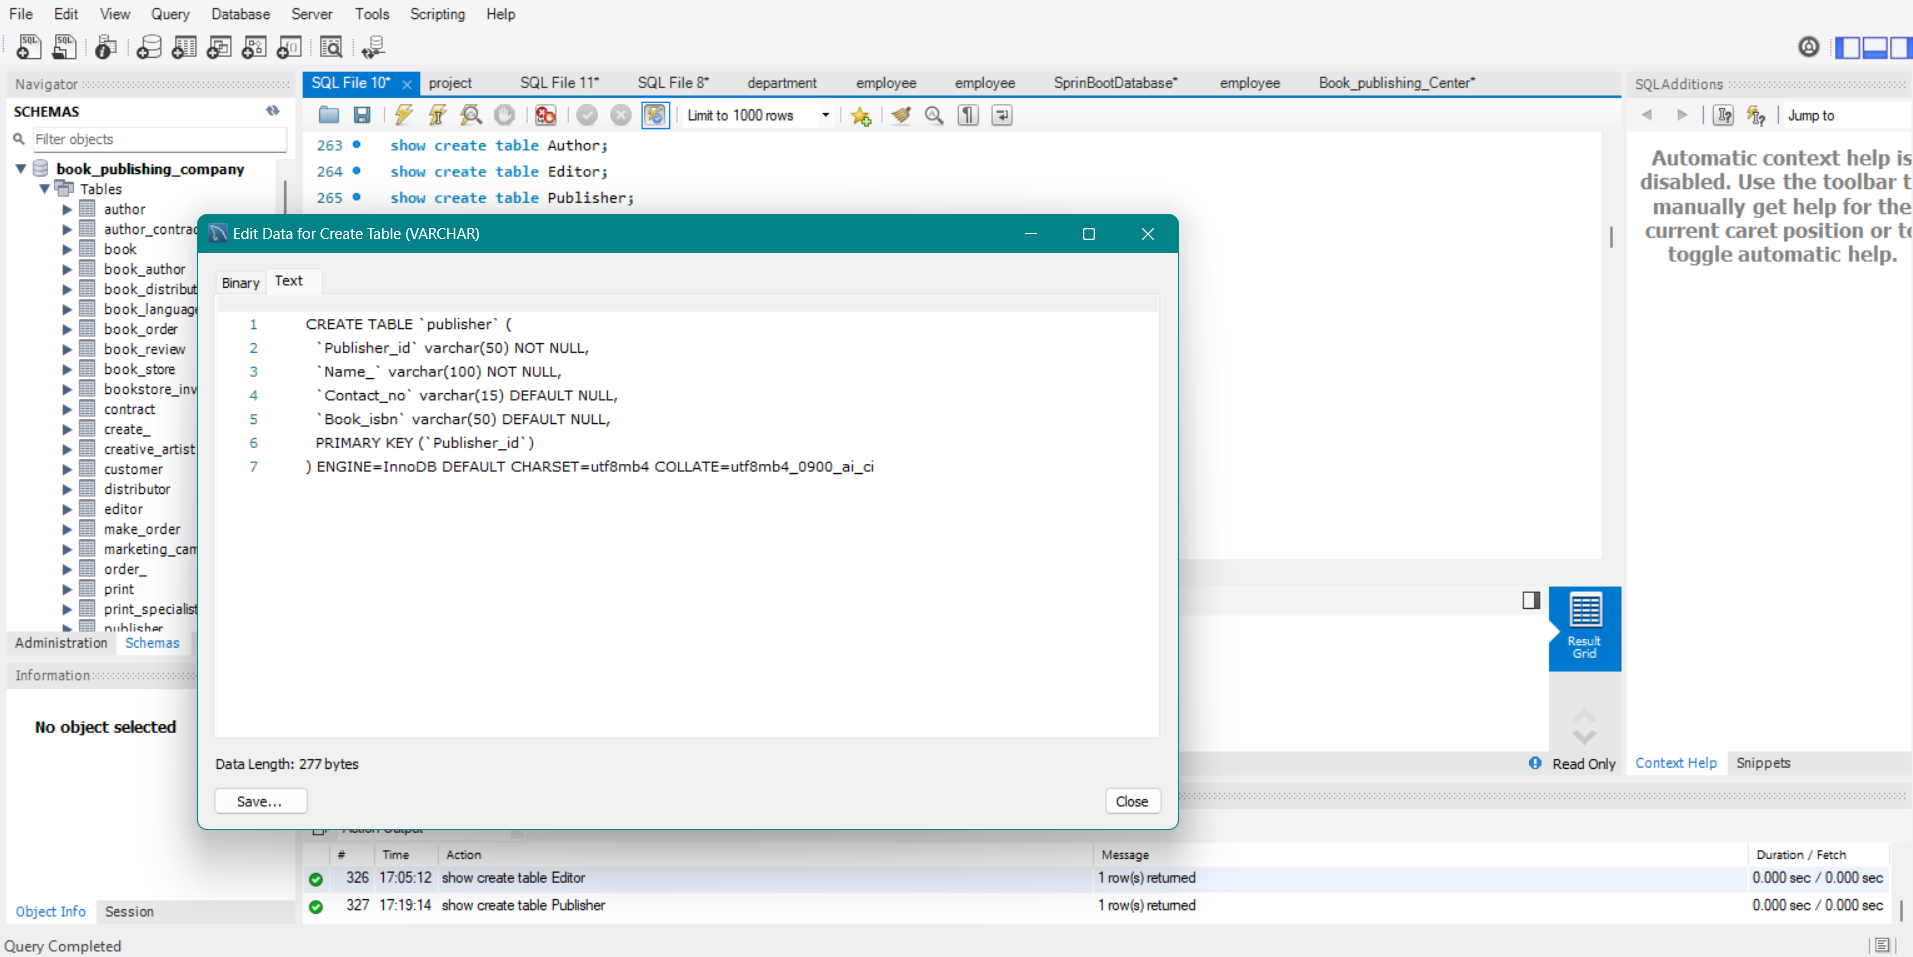 File Edit View Query Database Server Tools Scripting Help
Navigator
SCHEMAS
Filter objects
book_publishing_company
Tables
author
author_contrac
book
book_author
book_distribut
book_language
book_order
book_review
book_store
bookstore_inv
contract
create_
creative_artist
customer
distributor
editor
make_order
marketing_cam
order_
print
print_specialist
publisher
Administration Schemas
Information
No object selected
Object Info Session
Query Completed
SQL File 10* project SQL File 11* SQL File 8* department employee employee SprinBootDatabase* employee Book_publishing_Center*
Limit to 1000 rows
263 show create table Author;
264 show create table Editor;
265 show create table Publisher;
Edit Data for Create Table (VARCHAR)
Binary Text
1 CREATE TABLE `publisher` (
2 `Publisher_id` varchar(50) NOT NULL,
3 `Name_` varchar(100) NOT NULL,
4 `Contact_no` varchar(15) DEFAULT NULL,
5 `Book_isbn` varchar(50) DEFAULT NULL,
6 PRIMARY KEY (`Publisher_id`)
7 ) ENGINE=InnoDB DEFAULT CHARSET=utf8mb4 COLLATE=utf8mb4_0900_ai_ci
Data Length: 277 bytes
Save... Close
Result
Grid
Read Only
Action Output
# Time Action Message Duration / Fetch
326 17:05:12 show create table Editor 1 row(s) returned 0.000 sec / 0.000 sec
327 17:19:14 show create table Publisher 1 row(s) returned 0.000 sec / 0.000 sec
SQLAdditions
Jump to
Automatic context help is
disabled. Use the toolbar t
manually get help for the
current caret position or to
toggle automatic help.
Context Help Snippets